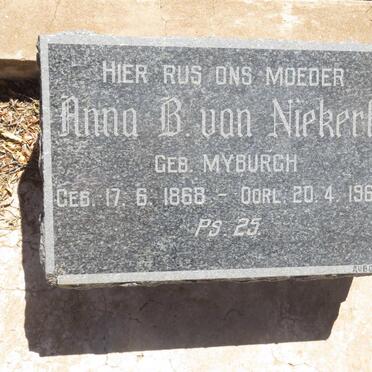 HIER RUS ONS MOEDER
Anna B. van Niekerk
GEB. MYBURGH
GEB. 17. 6. 1868 - OORL. 20. 4. 196
PS. 25.